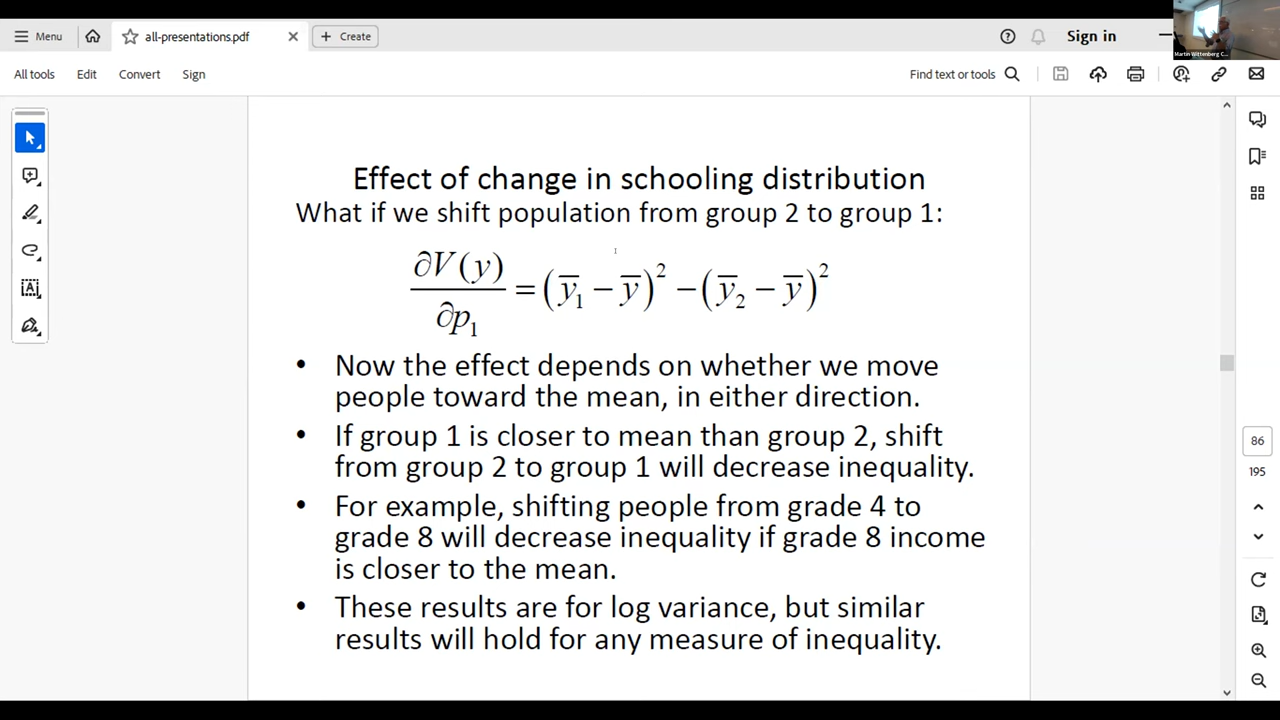 Menu
all-presentations.pdf
Create
Sign in
Martin Wittenberg C...
All tools
Edit
Convert
Sign
Find text or tools
Effect of change in schooling distribution
What if we shift population from group 2 to group 1:
∂V(y)/∂p₁ = (y̅₁ − y̅)² − (y̅₂ − y̅)²
• Now the effect depends on whether we move
people toward the mean, in either direction.
• If group 1 is closer to mean than group 2, shift
from group 2 to group 1 will decrease inequality.
• For example, shifting people from grade 4 to
grade 8 will decrease inequality if grade 8 income
is closer to the mean.
• These results are for log variance, but similar
results will hold for any measure of inequality.
86
195